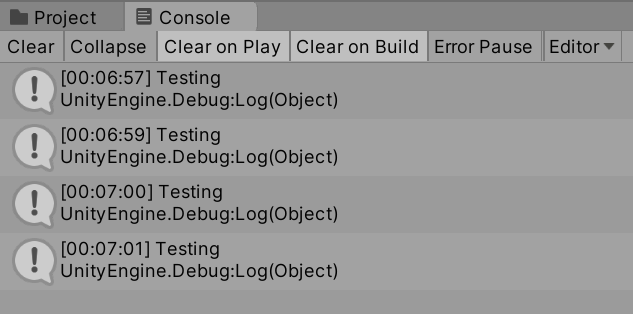 Project Console
Clear Collapse Clear on Play Clear on Build Error Pause Editor
[00:06:57] Testing
UnityEngine.Debug:Log(Object)
[00:06:59] Testing
UnityEngine.Debug:Log(Object)
[00:07:00] Testing
UnityEngine.Debug:Log(Object)
[00:07:01] Testing
UnityEngine.Debug:Log(Object)